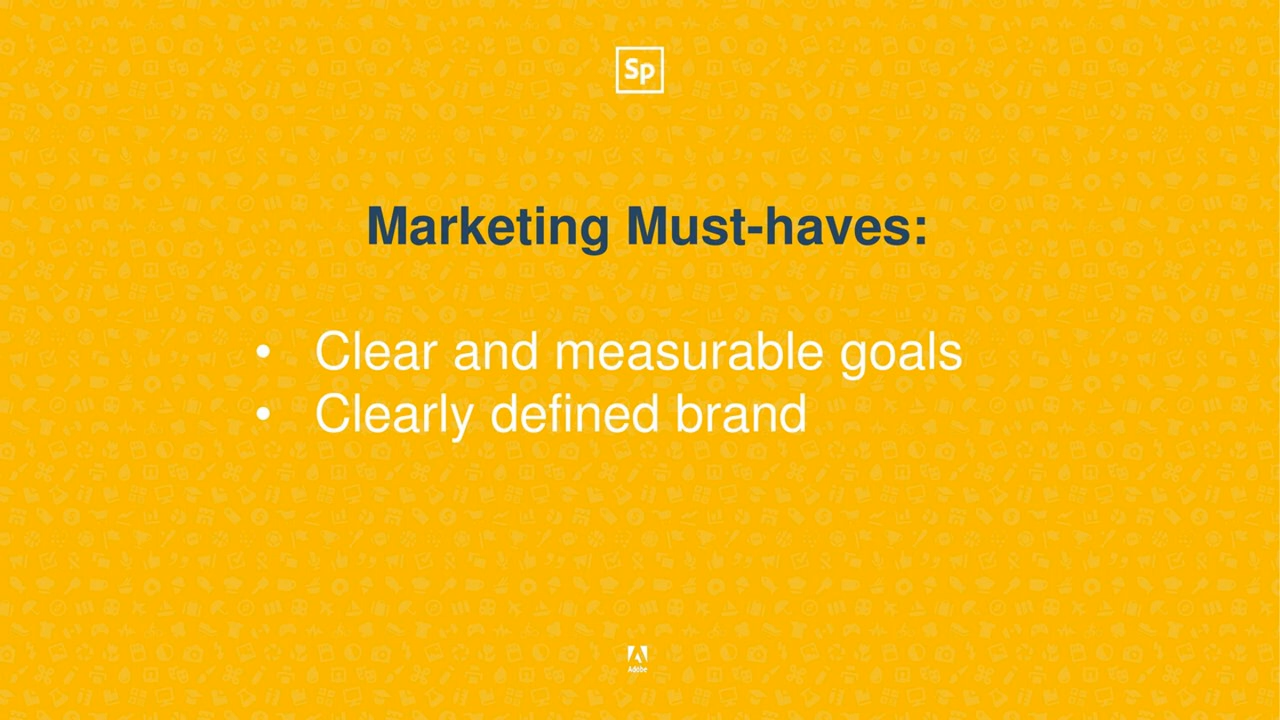 Sp
Marketing Must-haves:
• Clear and measurable goals
• Clearly defined brand
Adobe